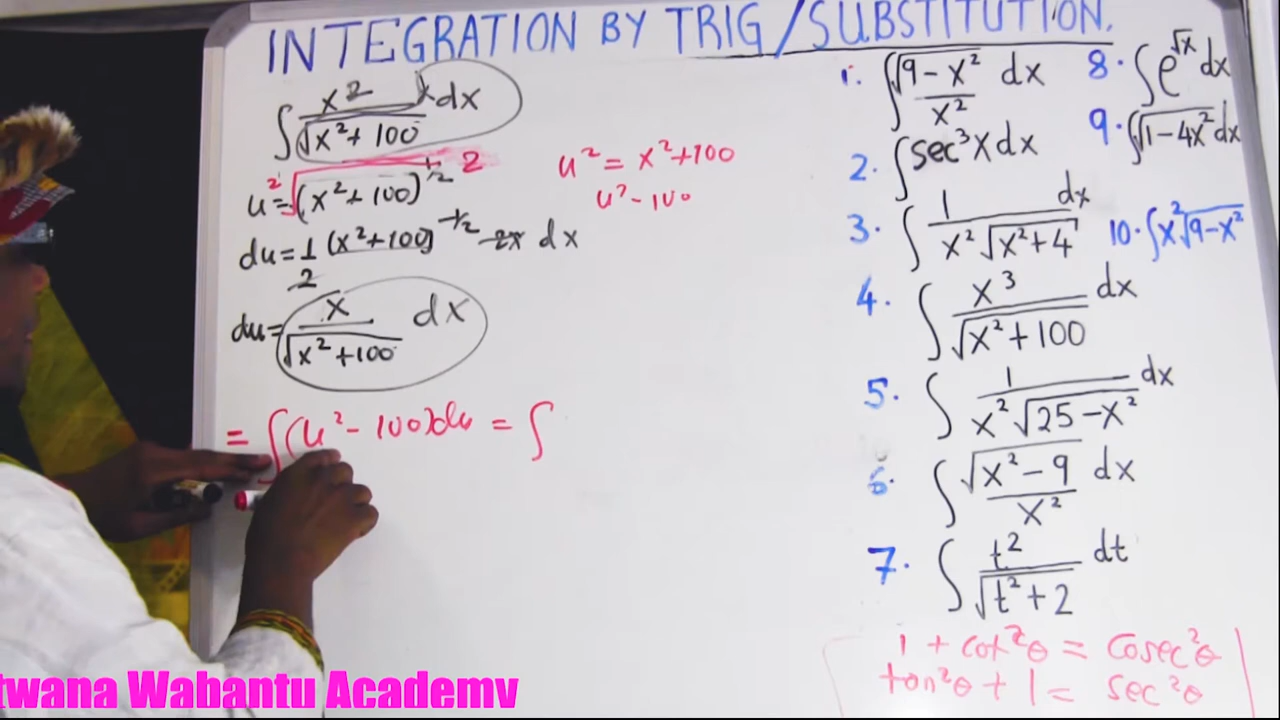 INTEGRATION BY TRIG/SUBSTITUTION.
∫ x² x dx / √(x² + 100)
u² = √(x² + 100)^½ ²
du = 1/2 (x² + 100)^-½ 2x dx
du = x / √(x² + 100) dx
= ∫(u² - 100)du = ∫
u² = x² + 100
u² - 100
1. ∫ √(9 - x²) / x² dx
2. ∫ sec³x dx
3. ∫ 1 / x²√(x² + 4) dx
4. ∫ x³ / √(x² + 100) dx
5. ∫ 1 / x²√(25 - x²) dx
6. ∫ √(x² - 9) / x² dx
7. ∫ t² / √(t² + 2) dt
8. ∫ e^√x dx
9. ∫ √(1 - 4x²) dx
10. ∫ x²√(9 - x²)
1 + cot²θ = cosec²θ
tan²θ + 1 = sec²θ
twana Wabantu Academy